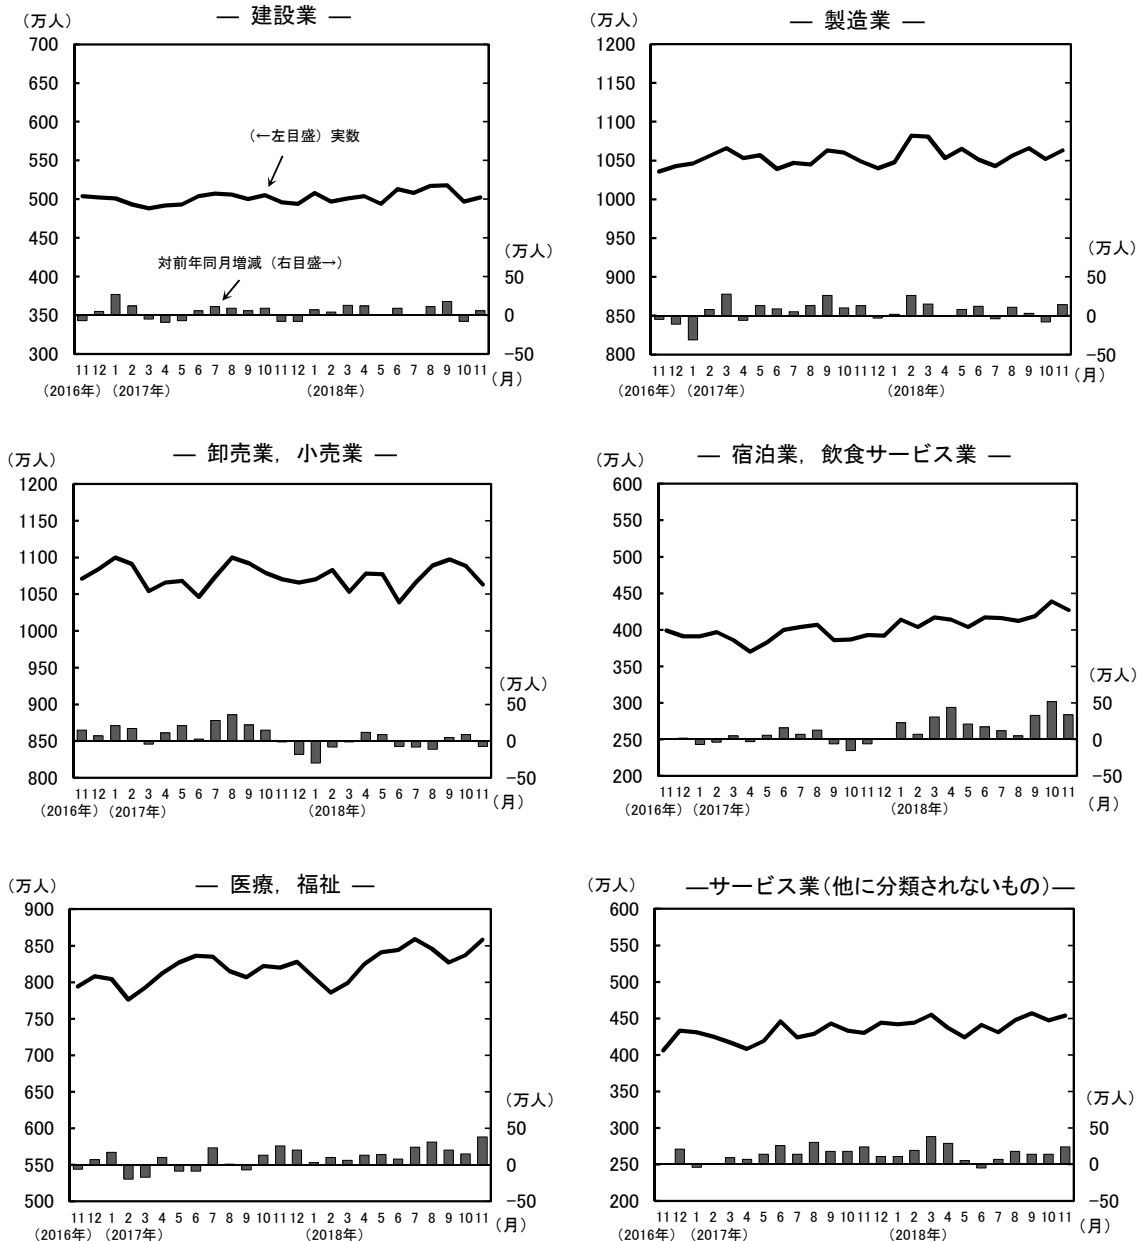 ― 建設業 ―
(万人)
700
650
600
550
500
450
400
350
300
(←左目盛) 実数
対前年同月増減 (右目盛→)
(万人)
50
0
-50
11 12 1 2 3 4 5 6 7 8 9 10 11 12 1 2 3 4 5 6 7 8 9 10 11
(月)
(2016年) (2017年) (2018年)
― 製造業 ―
(万人)
1200
1150
1100
1050
1000
950
900
850
800
(万人)
50
0
-50
11 12 1 2 3 4 5 6 7 8 9 10 11 12 1 2 3 4 5 6 7 8 9 10 11
(月)
(2016年) (2017年) (2018年)
― 卸売業, 小売業 ―
(万人)
1200
1150
1100
1050
1000
950
900
850
800
(万人)
50
0
-50
11 12 1 2 3 4 5 6 7 8 9 10 11 12 1 2 3 4 5 6 7 8 9 10 11
(月)
(2016年) (2017年) (2018年)
― 宿泊業, 飲食サービス業 ―
(万人)
600
550
500
450
400
350
300
250
200
(万人)
50
0
-50
11 12 1 2 3 4 5 6 7 8 9 10 11 12 1 2 3 4 5 6 7 8 9 10 11
(月)
(2016年) (2017年) (2018年)
― 医療, 福祉 ―
(万人)
900
850
800
750
700
650
600
550
500
(万人)
50
0
-50
11 12 1 2 3 4 5 6 7 8 9 10 11 12 1 2 3 4 5 6 7 8 9 10 11
(月)
(2016年) (2017年) (2018年)
―サービス業(他に分類されないもの)―
(万人)
600
550
500
450
400
350
300
250
200
(万人)
50
0
-50
11 12 1 2 3 4 5 6 7 8 9 10 11 12 1 2 3 4 5 6 7 8 9 10 11
(月)
(2016年) (2017年) (2018年)